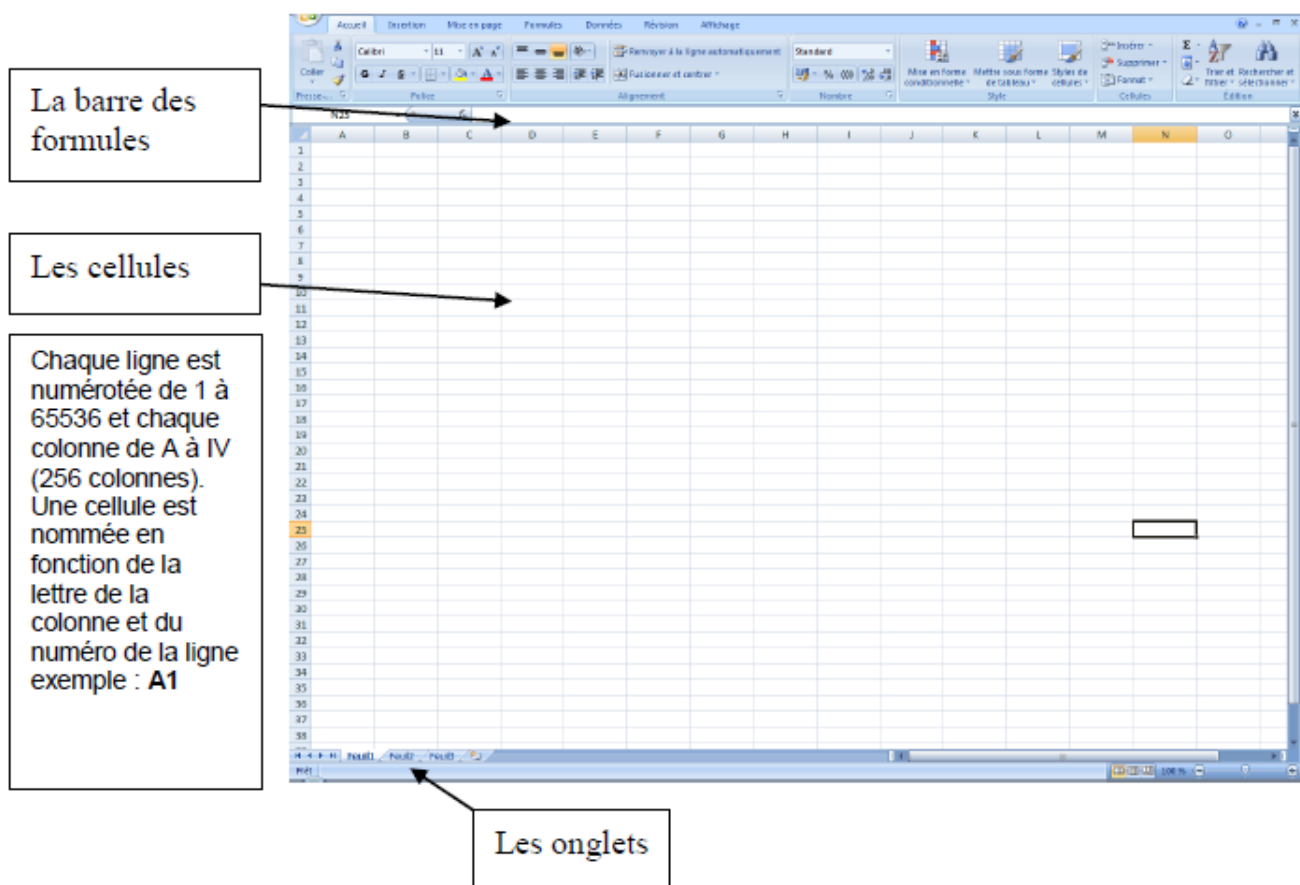 Accueil Insertion Mise en page Formules Données Révision Affichage
Calibri 11 Renvoyer à la ligne automatiquement Standard Insérer
Coller Supprimer
G I S Fusionner et centrer % 000 Mise en forme conditionnelle Mettre sous forme de tableau Styles de cellules Format Trier et filtrer Rechercher et sélectionner
Presse-... Police Alignement Nombre Style Cellules Édition
La barre des
formules
N25
A B C D E F G H I J K L M N O
1
2
3
4
5
6
7
8
9
10
11
12
13
14
15
16
17
18
19
20
21
22
23
24
25
26
27
28
29
30
31
32
33
34
35
36
37
38
Les cellules
Chaque ligne est
numérotée de 1 à
65536 et chaque
colonne de A à IV
(256 colonnes).
Une cellule est
nommée en
fonction de la
lettre de la
colonne et du
numéro de la ligne
exemple : A1
Feuil1 Feuil2 Feuil3
Prêt 100 %
Les onglets